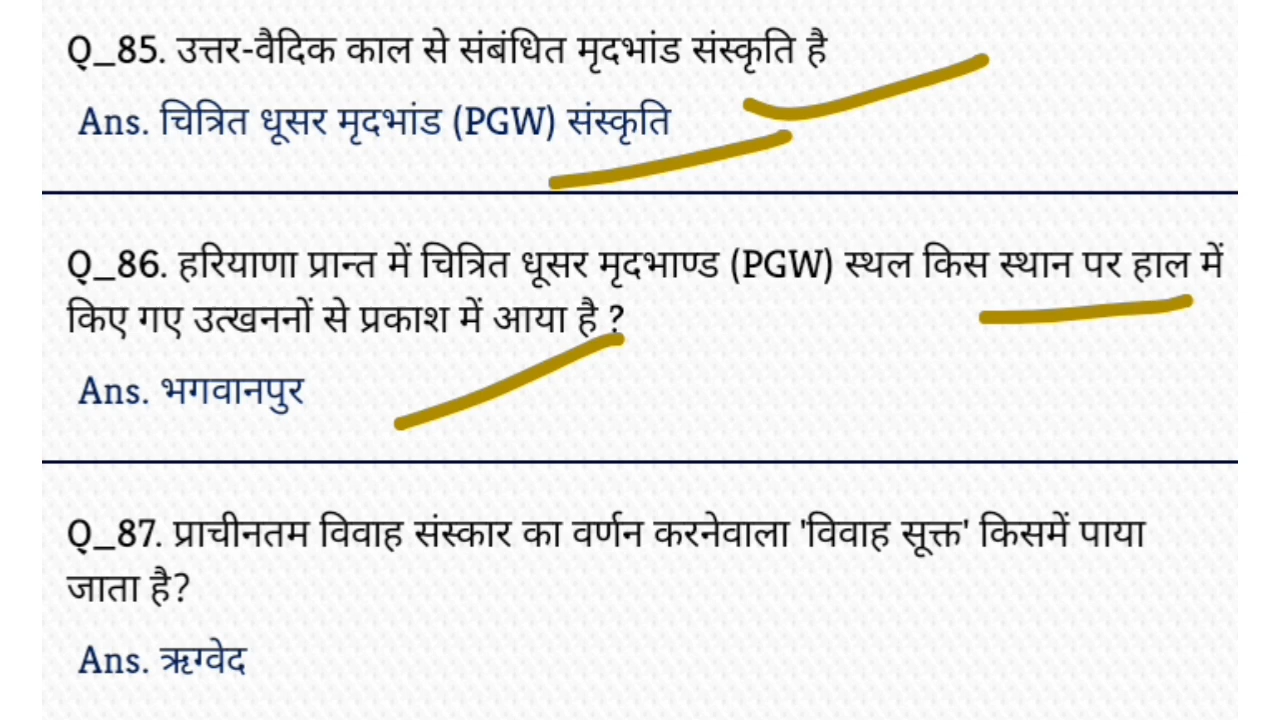 Q_85. उत्तर-वैदिक काल से संबंधित मृदभांड संस्कृति है
Ans. चित्रित धूसर मृदभांड (PGW) संस्कृति
Q_86. हरियाणा प्रान्त में चित्रित धूसर मृदभाण्ड (PGW) स्थल किस स्थान पर हाल में
किए गए उत्खननों से प्रकाश में आया है ?
Ans. भगवानपुर
Q_87. प्राचीनतम विवाह संस्कार का वर्णन करनेवाला 'विवाह सूक्त' किसमें पाया
जाता है?
Ans. ऋग्वेद